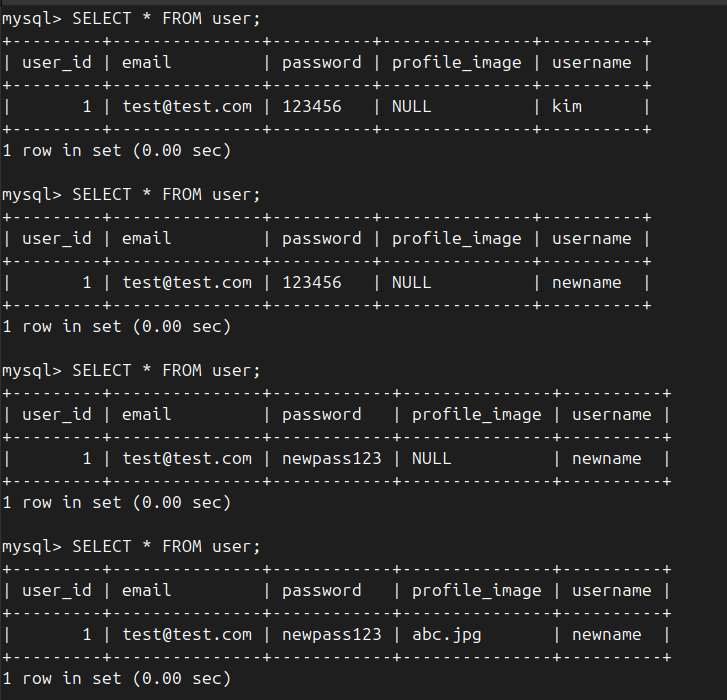 mysql> SELECT * FROM user;
+---------+---------------+----------+---------------+----------+
| user_id | email         | password | profile_image | username |
+---------+---------------+----------+---------------+----------+
|       1 | test@test.com | 123456   | NULL          | kim      |
+---------+---------------+----------+---------------+----------+
1 row in set (0.00 sec)

mysql> SELECT * FROM user;
+---------+---------------+----------+---------------+----------+
| user_id | email         | password | profile_image | username |
+---------+---------------+----------+---------------+----------+
|       1 | test@test.com | 123456   | NULL          | newname  |
+---------+---------------+----------+---------------+----------+
1 row in set (0.00 sec)

mysql> SELECT * FROM user;
+---------+---------------+------------+---------------+----------+
| user_id | email         | password   | profile_image | username |
+---------+---------------+------------+---------------+----------+
|       1 | test@test.com | newpass123 | NULL          | newname  |
+---------+---------------+------------+---------------+----------+
1 row in set (0.00 sec)

mysql> SELECT * FROM user;
+---------+---------------+------------+---------------+----------+
| user_id | email         | password   | profile_image | username |
+---------+---------------+------------+---------------+----------+
|       1 | test@test.com | newpass123 | abc.jpg       | newname  |
+---------+---------------+------------+---------------+----------+
1 row in set (0.00 sec)